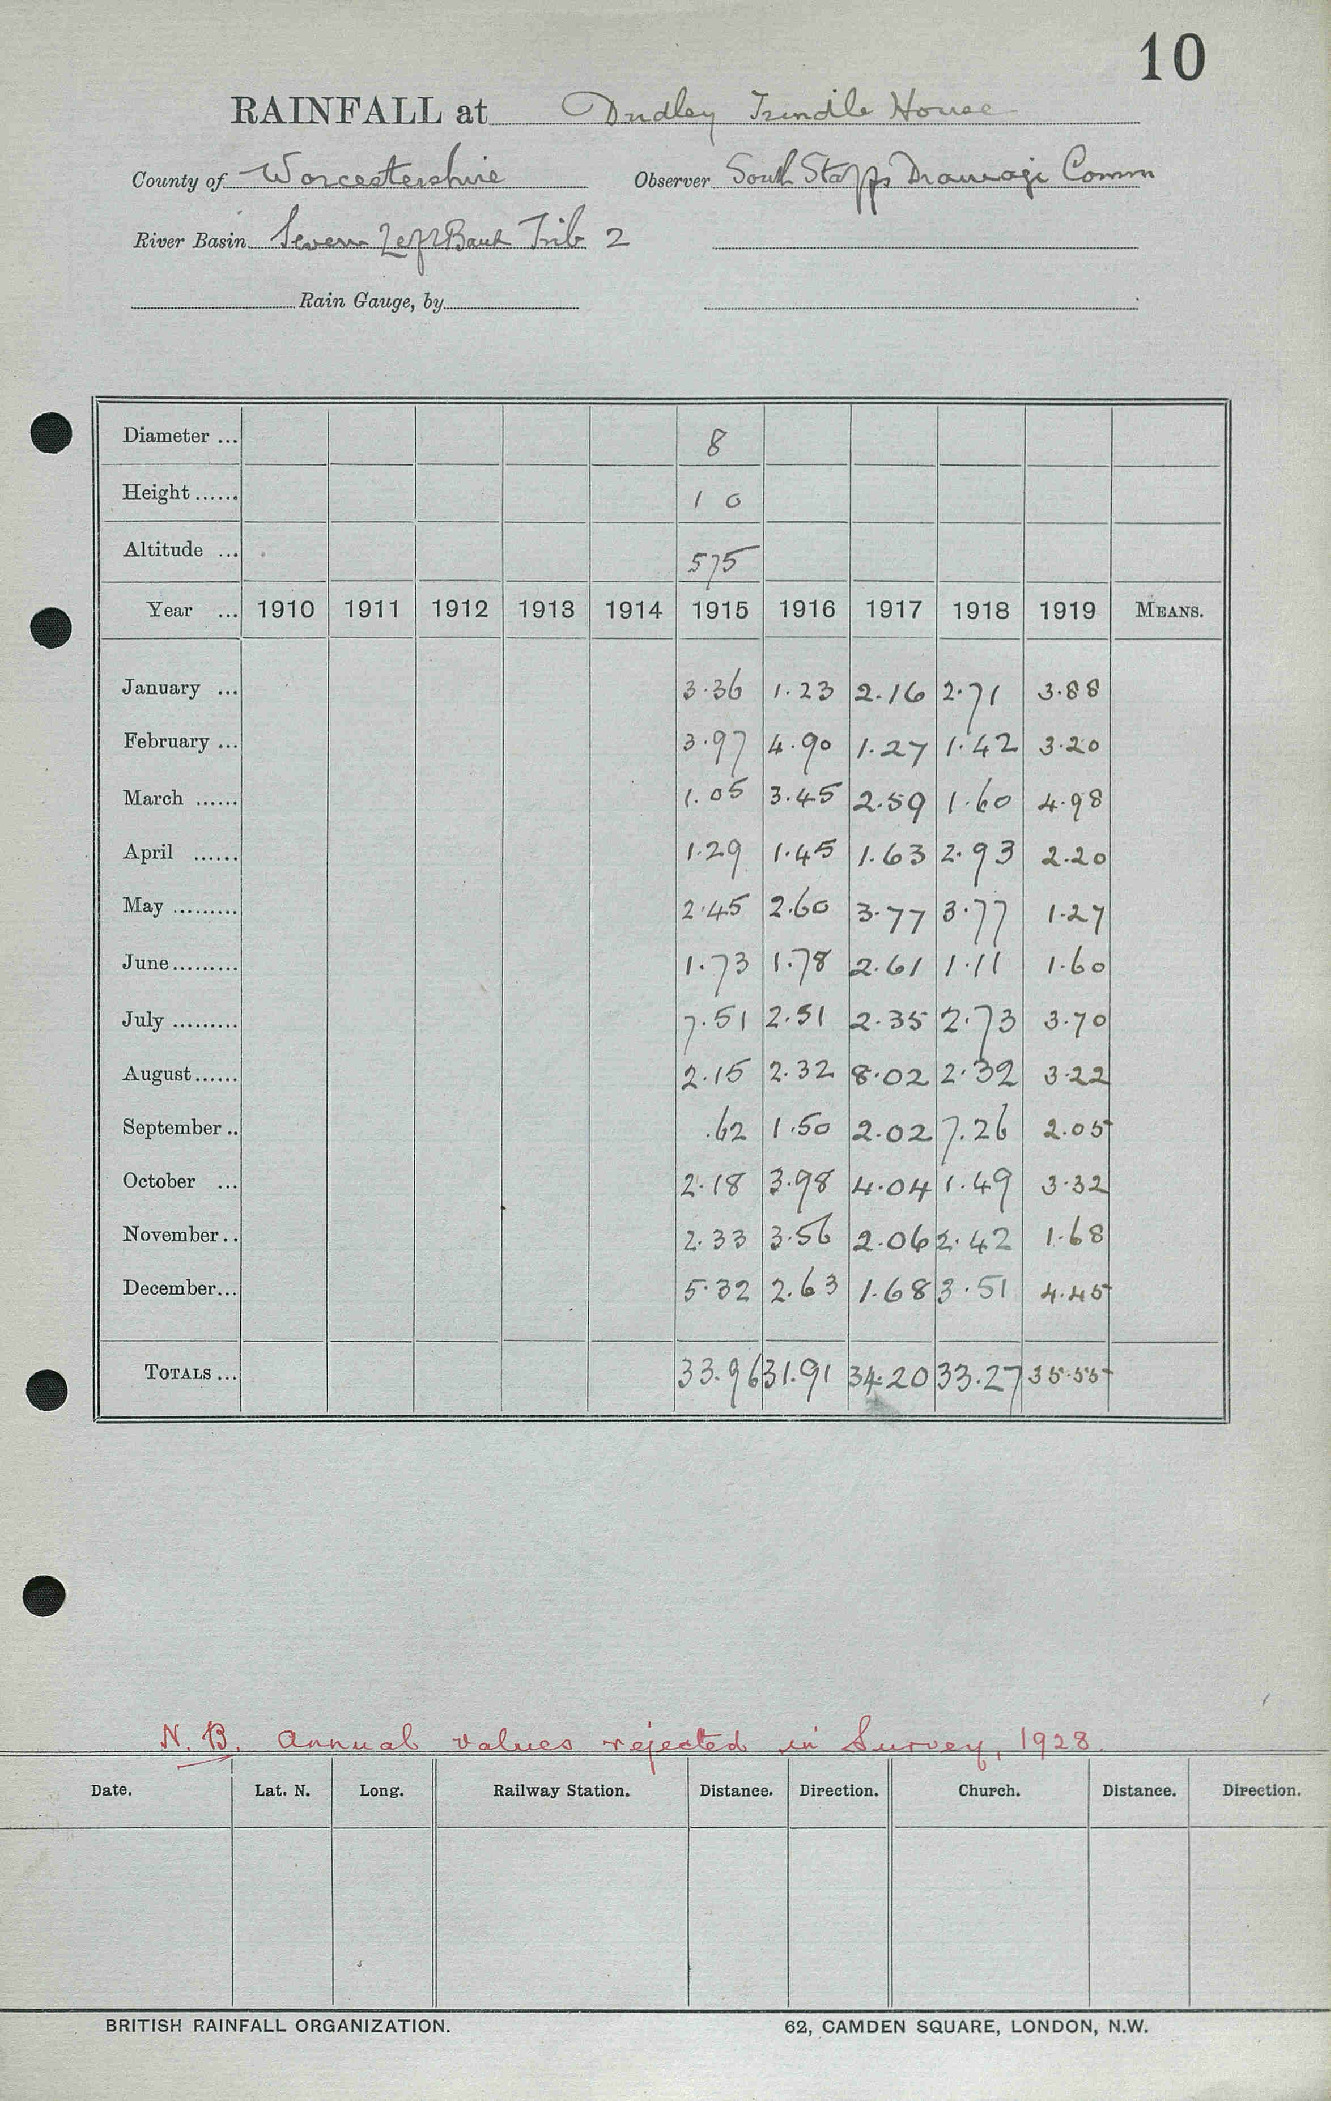 10
RAINFALL at Dudley Trindle House
County of Worcestershire Observer South Staffs Drainage Comm
River Basin Severn Left Bank Trib 2
Rain Gauge, by
Diameter ... 8
Height ...... 1 0
Altitude ... 575
Year ... 1910 1911 1912 1913 1914 1915 1916 1917 1918 1919 MEANS.
January ... 3.36 1.23 2.16 2.71 3.88
February ... 3.97 4.90 1.27 1.42 3.20
March ...... 1.05 3.45 2.59 1.60 4.98
April ...... 1.29 1.45 1.63 2.93 2.20
May ......... 2.45 2.60 3.77 3.77 1.27
June......... 1.73 1.78 2.61 1.11 1.60
July ......... 7.51 2.51 2.35 2.73 3.70
August...... 2.15 2.32 8.02 2.32 3.22
September .. .62 1.50 2.02 7.26 2.05
October ... 2.18 3.98 4.04 1.49 3.32
November .. 2.33 3.56 2.06 2.42 1.68
December... 5.32 2.63 1.68 3.51 4.45
TOTALS ... 33.96 31.91 34.20 33.27 35.55
N.B. Annual values rejected in Survey, 1928.
Date. Lat. N. Long. Railway Station. Distance. Direction. Church. Distance. Direction.
BRITISH RAINFALL ORGANIZATION. 62, CAMDEN SQUARE, LONDON, N.W.